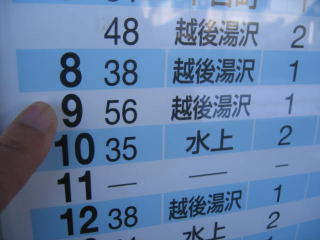 48 越後湯沢 2
8 38 越後湯沢 1
9 56 越後湯沢 1
10 35 水上 2
11 — — —
12 38 越後湯沢 1
水上 2